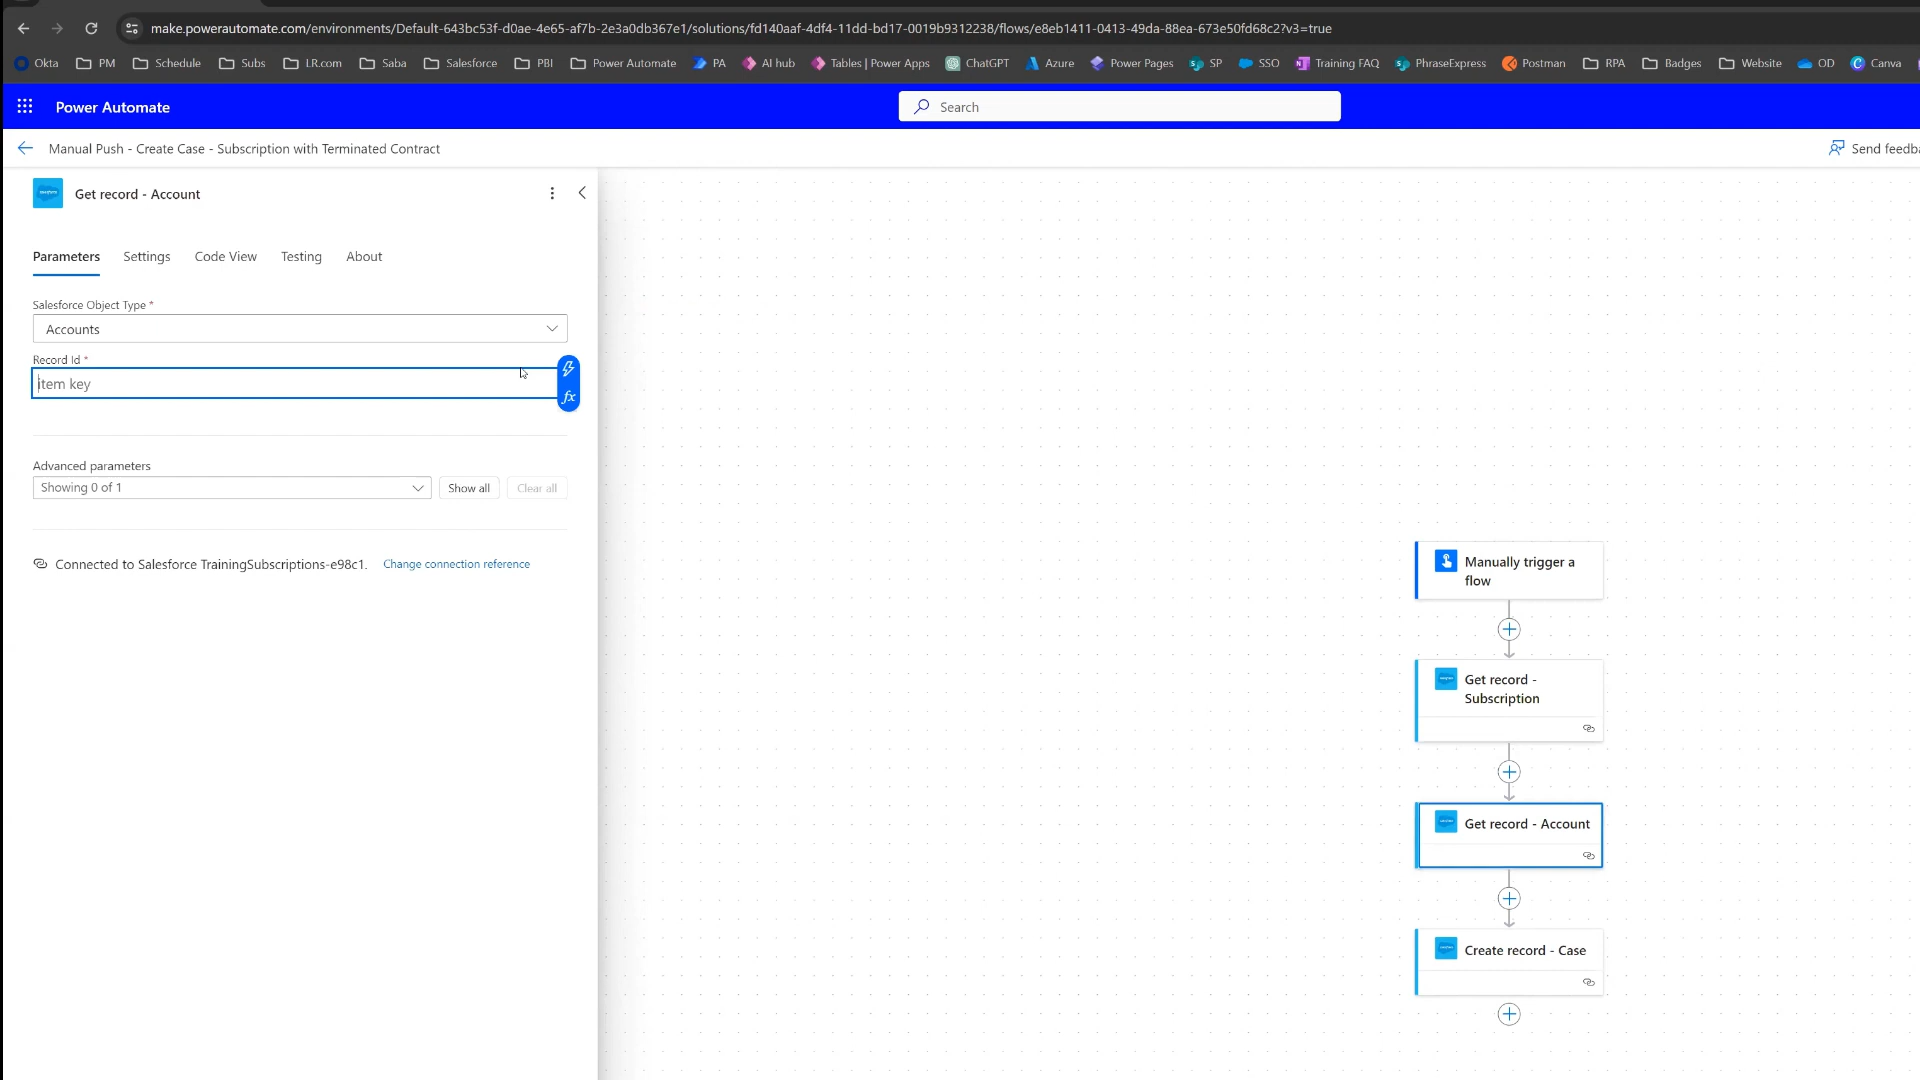 make.powerautomate.com/environments/Default-643bc53f-d0ae-4e65-af7b-2e3a0db367e1/solutions/fd140aaf-4df4-11dd-bd17-0019b9312238/flows/e8eb1411-0413-49da-88ea-673e50fd68c2?v3=true
Okta PM Schedule Subs LR.com Saba Salesforce PBI Power Automate PA AI hub Tables | Power Apps ChatGPT Azure Power Pages SP SSO Training FAQ PhraseExpress Postman RPA Badges Website OD Canva
Power Automate
Search
Manual Push - Create Case - Subscription with Terminated Contract
Send feedba
Get record - Account
Parameters Settings Code View Testing About
Salesforce Object Type *
Accounts
Record Id *
item key
fx
Advanced parameters
Showing 0 of 1
Show all
Clear all
Connected to Salesforce TrainingSubscriptions-e98c1. Change connection reference
Manually trigger a
flow
Get record -
Subscription
Get record - Account
Create record - Case